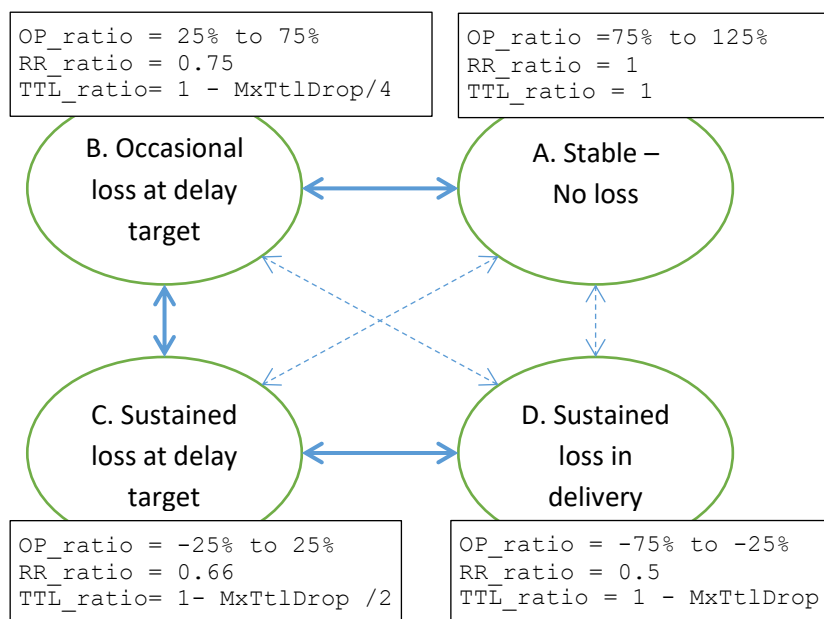 OP_ratio = 25% to 75%
RR_ratio = 0.75
TTL_ratio= 1 - MxTtlDrop/4
OP_ratio =75% to 125%
RR_ratio = 1
TTL_ratio = 1
B. Occasional
loss at delay
target
A. Stable –
No loss
C. Sustained
loss at delay
target
D. Sustained
loss in
delivery
OP_ratio = -25% to 25%
RR_ratio = 0.66
TTL_ratio= 1- MxTtlDrop /2
OP_ratio = -75% to -25%
RR_ratio = 0.5
TTL_ratio = 1 - MxTtlDrop